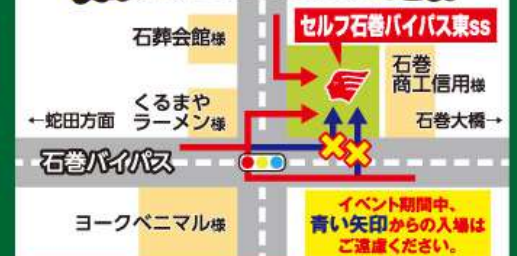 セルフ石巻バイパス東SS
石葬会館様
石巻
商工信用様
くるまや
ラーメン様
←蛇田方面
石巻大橋→
石巻バイパス
ヨークベニマル様
イベント期間中、
青い矢印からの入場は
ご遠慮ください。